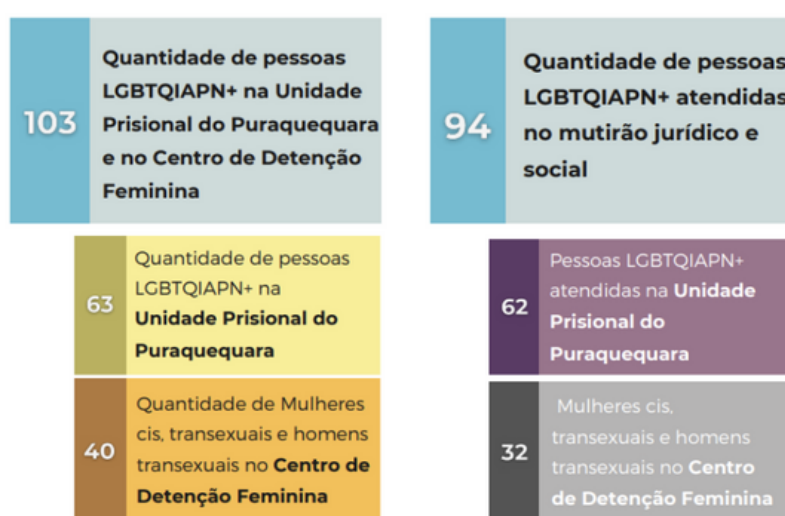 103
Quantidade de pessoas
LGBTQIAPN+ na Unidade
Prisional do Puraquequara
e no Centro de Detenção
Feminina
63
Quantidade de pessoas
LGBTQIAPN+ na
Unidade Prisional do
Puraquequara
40
Quantidade de Mulheres
cis, transexuais e homens
transexuais no Centro de
Detenção Feminina
94
Quantidade de pessoas
LGBTQIAPN+ atendidas
no mutirão jurídico e
social
62
Pessoas LGBTQIAPN+
atendidas na Unidade
Prisional do
Puraquequara
32
Mulheres cis,
transexuais e homens
transexuais no Centro
de Detenção Feminina